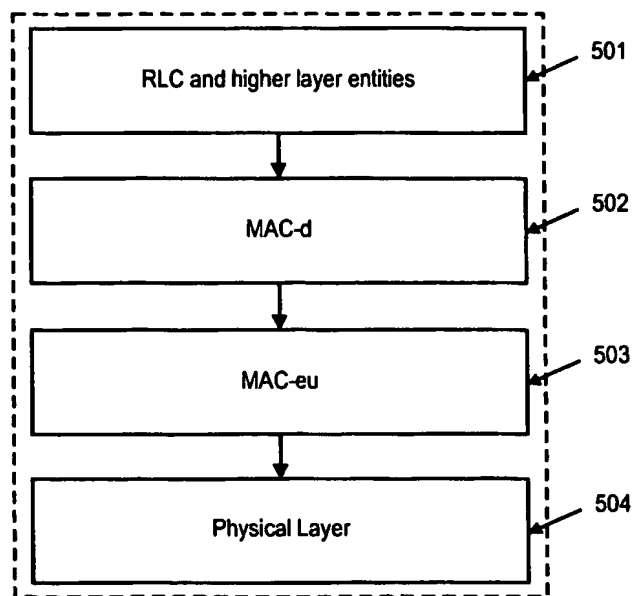 RLC and higher layer entities
501
MAC-d
502
MAC-eu
503
Physical Layer
504